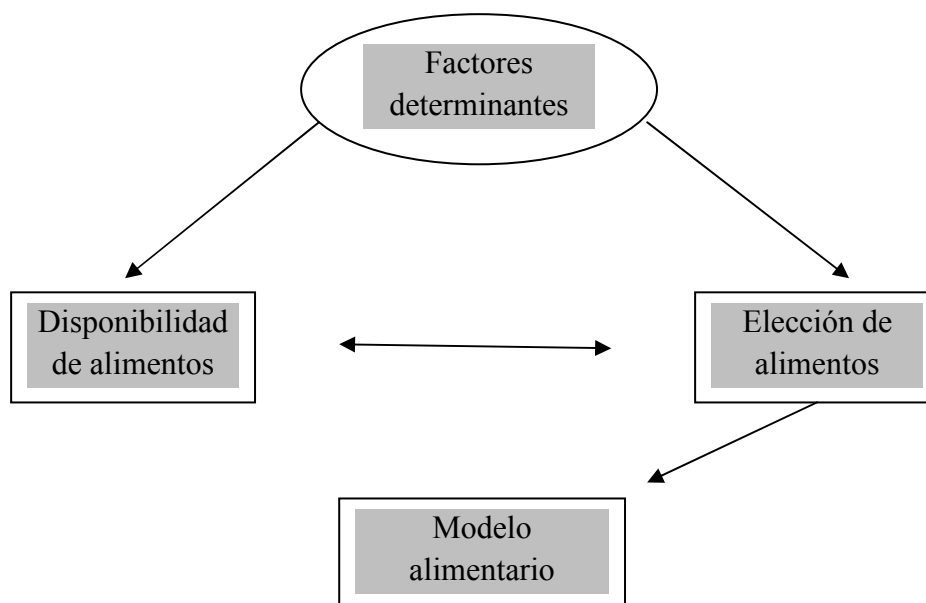 Factores
determinantes
Disponibilidad
de alimentos
Elección de
alimentos
Modelo
alimentario